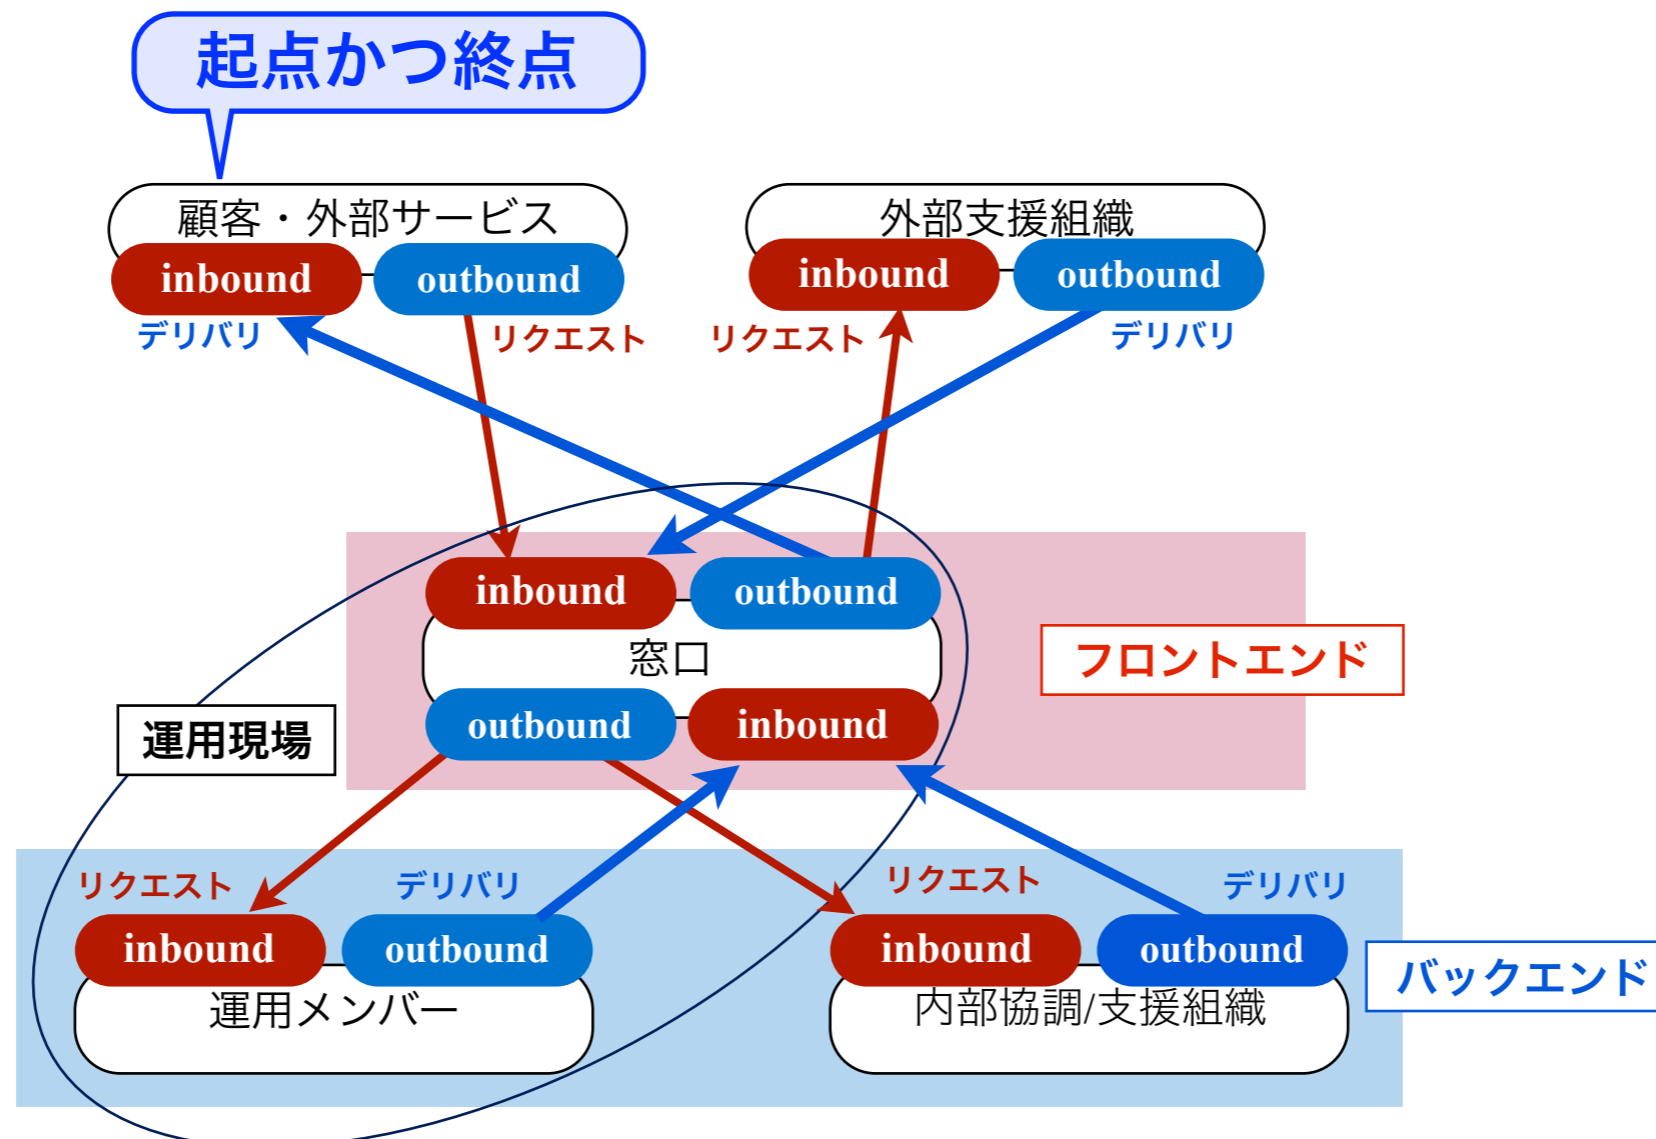 起点かつ終点
顧客・外部サービス
外部支援組織
inbound
outbound
inbound
outbound
デリバリ
リクエスト
リクエスト
デリバリ
inbound
outbound
窓口
フロントエンド
outbound
inbound
運用現場
リクエスト
デリバリ
リクエスト
デリバリ
inbound
outbound
inbound
outbound
バックエンド
運用メンバー
内部協調/支援組織